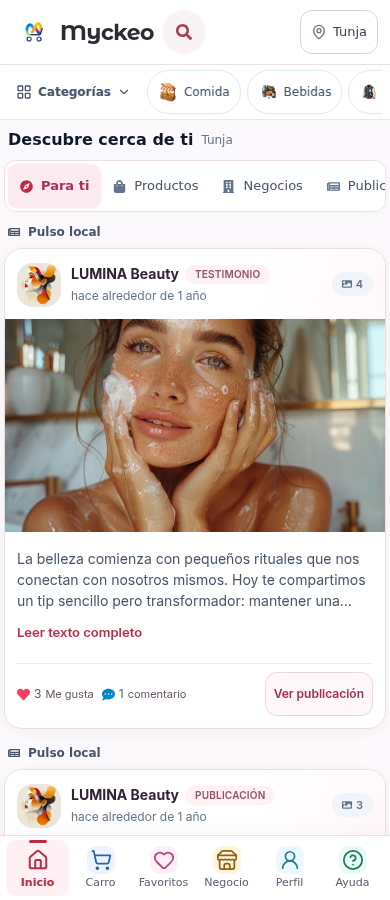 Myckeo
Tunja
Categorías
Comida
Bebidas
Descubre cerca de ti Tunja
Para ti
Productos
Negocios
Public
Pulso local
LUMINA Beauty TESTIMONIO
hace alrededor de 1 año
4
La belleza comienza con pequeños rituales que nos
conectan con nosotros mismos. Hoy te compartimos
un tip sencillo pero transformador: mantener una...
Leer texto completo
3 Me gusta 1 comentario
Ver publicación
Pulso local
LUMINA Beauty PUBLICACIÓN
hace alrededor de 1 año
3
Inicio
Carro
Favoritos
Negocio
Perfil
Ayuda